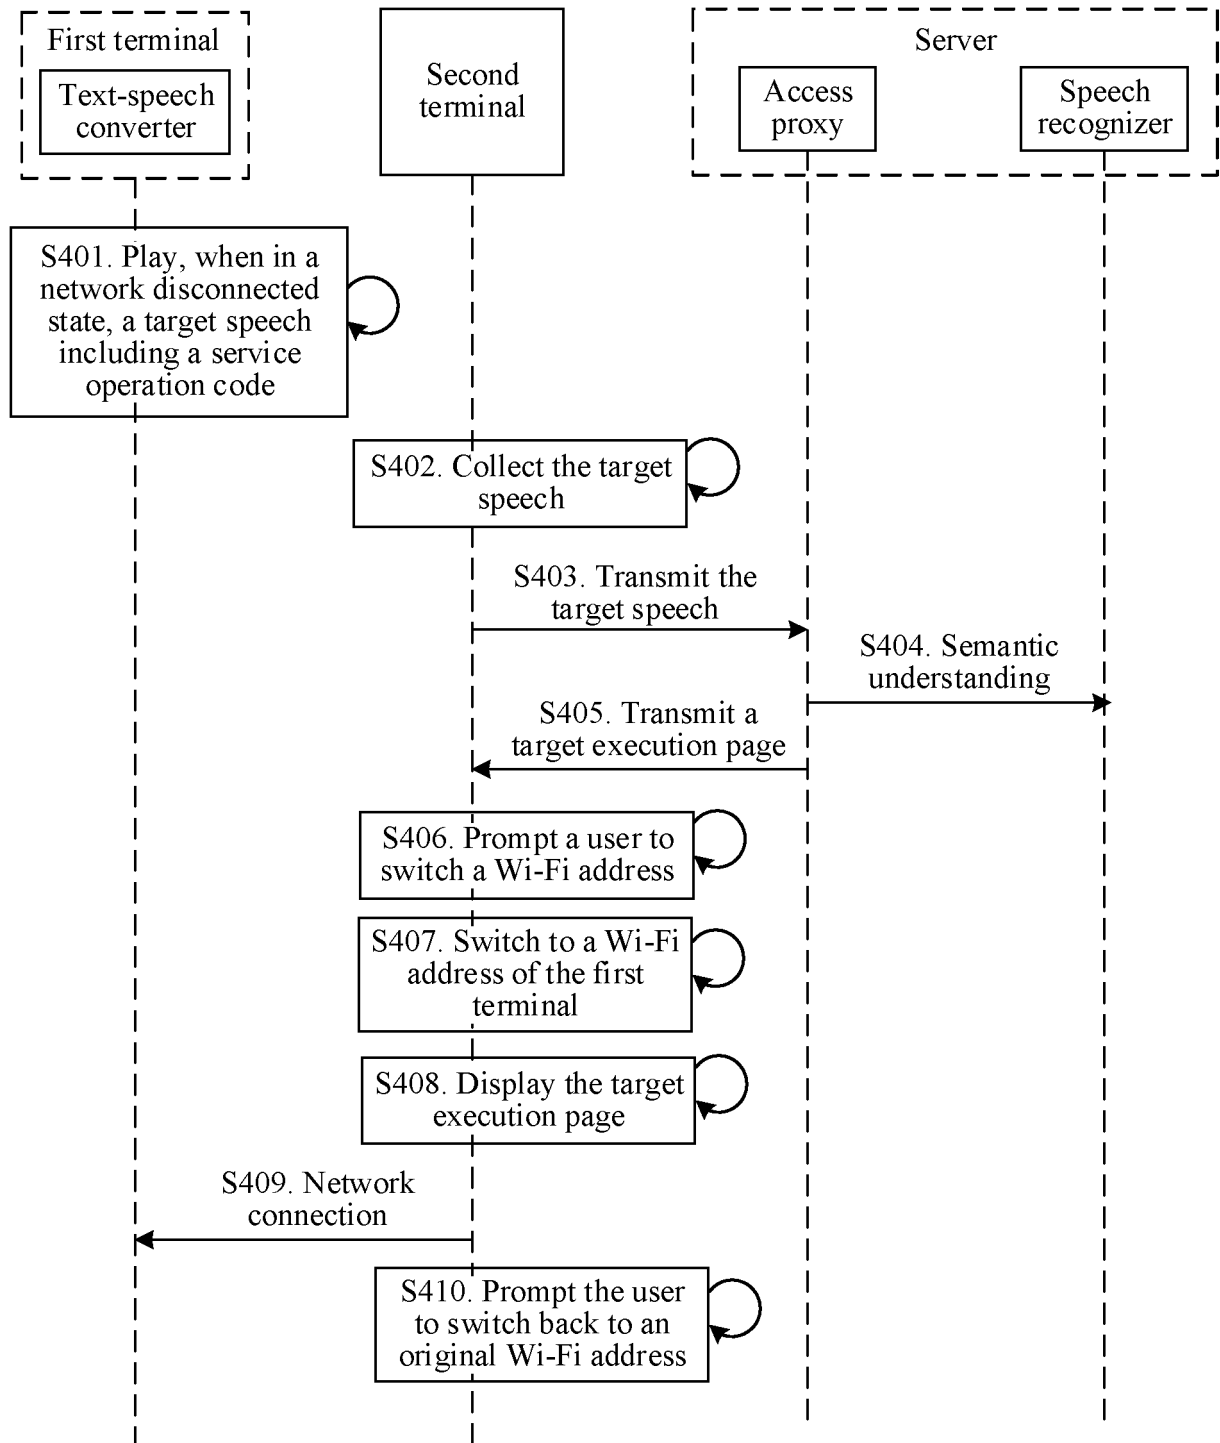 First terminal
Text-speech
converter
Second
terminal
Server
Access
proxy
Speech
recognizer
S401. Play, when in a
network disconnected
state, a target speech
including a service
operation code
S402. Collect the target
speech
S403. Transmit the
target speech
S404. Semantic
understanding
S405. Transmit a
target execution page
S406. Prompt a user to
switch a Wi-Fi address
S407. Switch to a Wi-Fi
address of the first
terminal
S408. Display the target
execution page
S409. Network
connection
S410. Prompt the user
to switch back to an
original Wi-Fi address